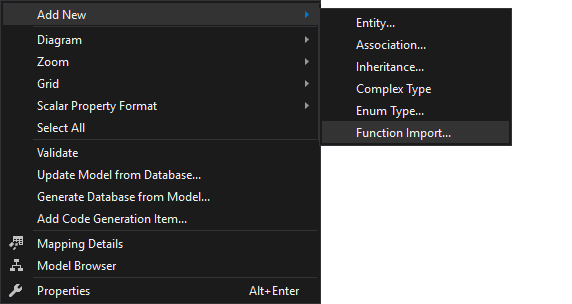 Add New
Diagram
Zoom
Grid
Scalar Property Format
Select All
Validate
Update Model from Database...
Generate Database from Model...
Add Code Generation Item...
Mapping Details
Model Browser
Properties Alt+Enter
Entity...
Association...
Inheritance...
Complex Type
Enum Type...
Function Import...